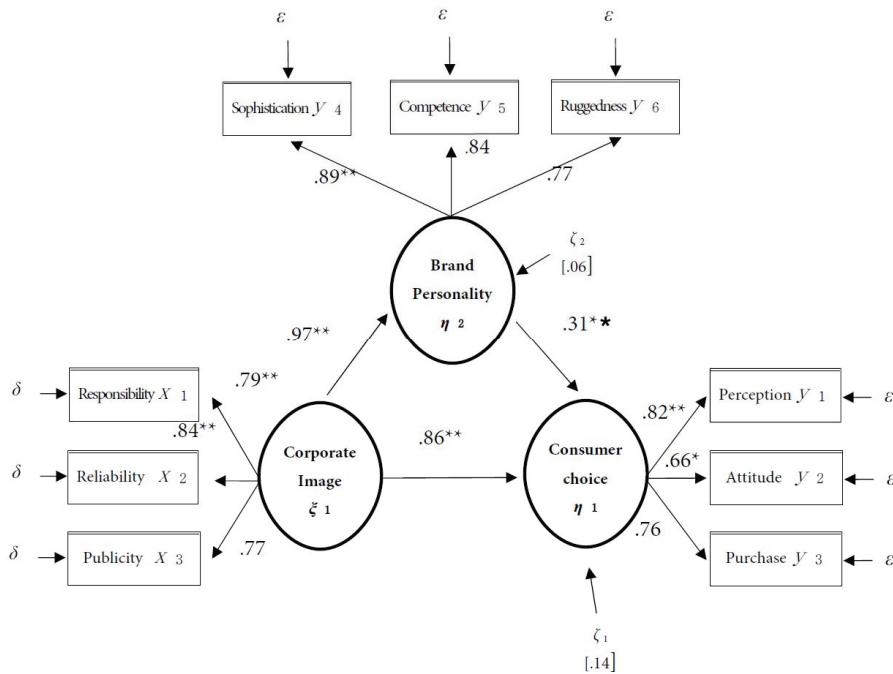 ε ε ε
Sophistication y 4 Competence y 5 Ruggedness y 6
.89** .84 .77
ζ 2
[.06]
Brand
Personality
η 2
.97** .31**
.79**
δ Responsibility X 1
.84**
δ Reliability X 2
δ Publicity X 3
.77
Corporate
Image
ξ 1
.86**
Consumer
choice
η 1
.82**
.66*
.76
Perception y 1 ε
Attitude y 2 ε
Purchase y 3 ε
ζ 1
[.14]